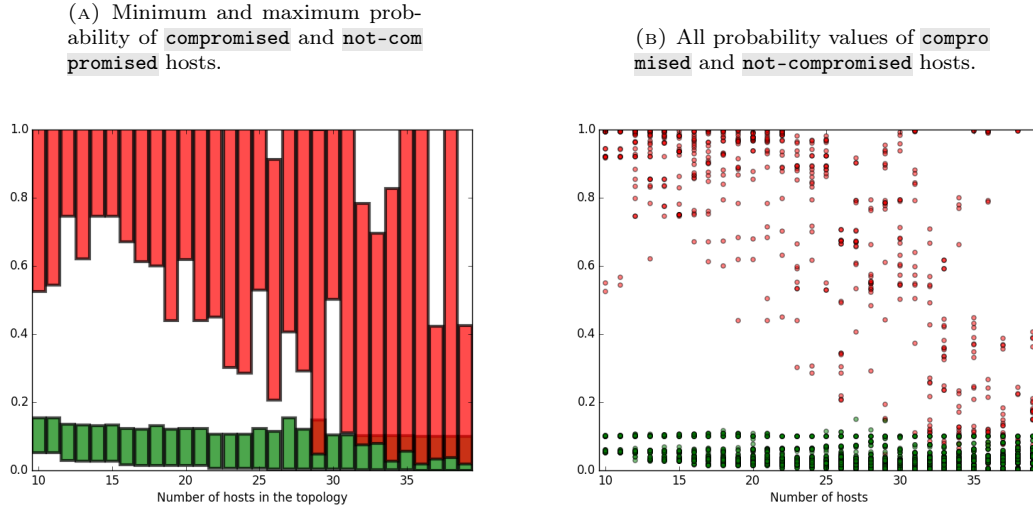 (A) Minimum and maximum prob-
ability of compromised and not-com
promised hosts.
(B) All probability values of compro
mised and not-compromised hosts.
1.0
0.8
0.6
0.4
0.2
0.0
10 15 20 25 30 35
Number of hosts in the topology
1.0
0.8
0.6
0.4
0.2
0.0
10 15 20 25 30 35
Number of hosts